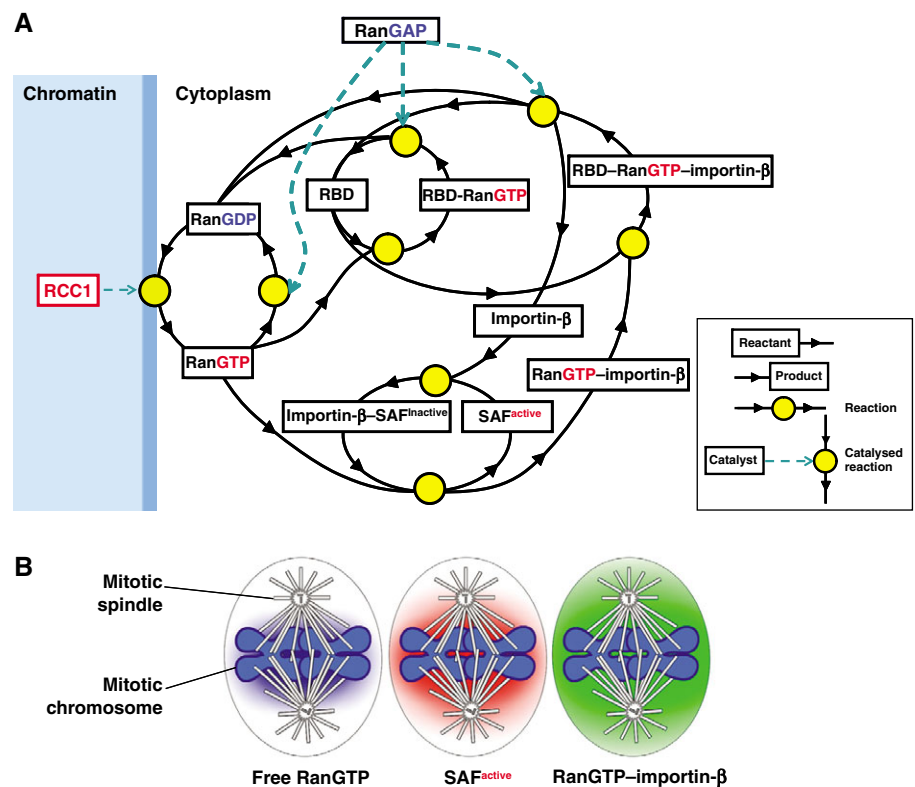 A
RanGAP
Chromatin
Cytoplasm
RBD–RanGTP–importin-β
RBD
RBD-RanGTP
RanGDP
RCC1
Importin-β
RanGTP
RanGTP–importin-β
Importin-β–SAFInactive
SAFactive
Reactant
Product
Reaction
Catalyst
Catalysed
reaction
B
Mitotic
spindle
Mitotic
chromosome
Free RanGTP
SAFactive
RanGTP–importin-β